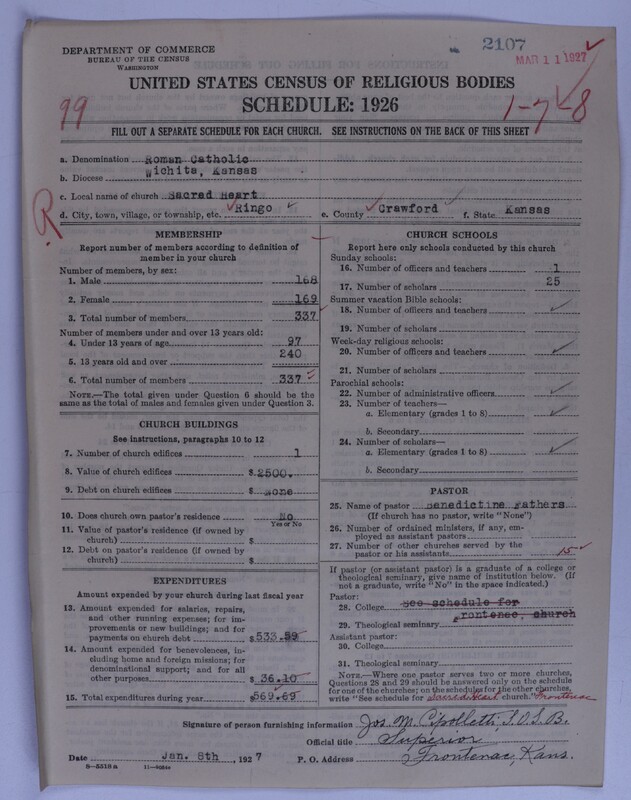 2107
MAR 11 1927
DEPARTMENT OF COMMERCE
BUREAU OF THE CENSUS
WASHINGTON
UNITED STATES CENSUS OF RELIGIOUS BODIES
SCHEDULE: 1926
99
1-7-8
FILL OUT A SEPARATE SCHEDULE FOR EACH CHURCH. SEE INSTRUCTIONS ON THE BACK OF THIS SHEET
a. Denomination Roman Catholic
b. Diocese Wichita, Kansas
c. Local name of church Sacred Heart
R
d. City, town, village, or township, etc. Ringo e. County Crawford f. State Kansas
MEMBERSHIP
Report number of members according to definition of
member in your church
Number of members, by sex:
1. Male 168
2. Female 169
3. Total number of members 337
Number of members under and over 13 years old:
4. Under 13 years of age 97
5. 13 years old and over 240
6. Total number of members 337
NOTE.—The total given under Question 6 should be the
same as the total of males and females given under Question 3.
CHURCH BUILDINGS
See instructions, paragraphs 10 to 12
7. Number of church edifices 1
8. Value of church edifices $ 2500.
9. Debt on church edifices $ None
10. Does church own pastor's residence No
Yes or No
11. Value of pastor's residence (if owned by
church) $
12. Debt on pastor's residence (if owned by
church) $
EXPENDITURES
Amount expended by your church during last fiscal year
13. Amount expended for salaries, repairs,
and other running expenses; for im-
provements or new buildings; and for
payments on church debt $ 533.59
14. Amount expended for benevolences, in-
cluding home and foreign missions; for
denominational support; and for all
other purposes $ 36.10
15. Total expenditures during year $ 569.69
CHURCH SCHOOLS
Report here only schools conducted by this church
Sunday schools:
16. Number of officers and teachers 1
17. Number of scholars 25
Summer vacation Bible schools:
18. Number of officers and teachers
19. Number of scholars
Week-day religious schools:
20. Number of officers and teachers
21. Number of scholars
Parochial schools:
22. Number of administrative officers
23. Number of teachers—
a. Elementary (grades 1 to 8)
b. Secondary
24. Number of scholars—
a. Elementary (grades 1 to 8)
b. Secondary
PASTOR
25. Name of pastor Benedictine Fathers
(If church has no pastor, write "None")
26. Number of ordained ministers, if any, em-
ployed as assistant pastors
27. Number of other churches served by the
pastor or his assistants 15
If pastor (or assistant pastor) is a graduate of a college or
theological seminary, give name of institution below. (If
not a graduate, write "No" in the space indicated.)
Pastor:
28. College See schedule for
29. Theological seminary Frontenac, church
Assistant pastor:
30. College
31. Theological seminary
NOTE.—Where one pastor serves two or more churches,
Questions 28 and 29 should be answered only on the schedule
for one of the churches; on the schedules for the other churches,
write "See schedule for Sacred Heart church." Frontenac
Signature of person furnishing information Jos. M. Cipolletti, O.S.B.
Official title Superior
Date Jan. 8th, 1927 P. O. Address Frontenac, Kans.
8—5518 a